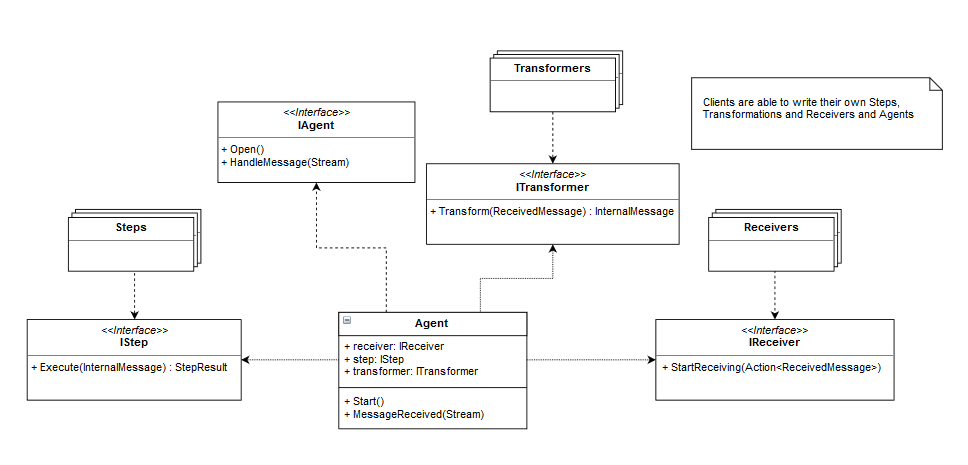 Transformers
Clients are able to write their own Steps,
Transformations and Receivers and Agents
<<Interface>>
IAgent
+ Open()
+ HandleMessage(Stream)
<<Interface>>
ITransformer
+ Transform(ReceivedMessage) : InternalMessage
Steps
Receivers
<<Interface>>
IStep
+ Execute(InternalMessage) : StepResult
Agent
+ receiver: IReceiver
+ step: IStep
+ transformer: ITransformer
+ Start()
+ MessageReceived(Stream)
<<Interface>>
IReceiver
+ StartReceiving(Action<ReceivedMessage>)